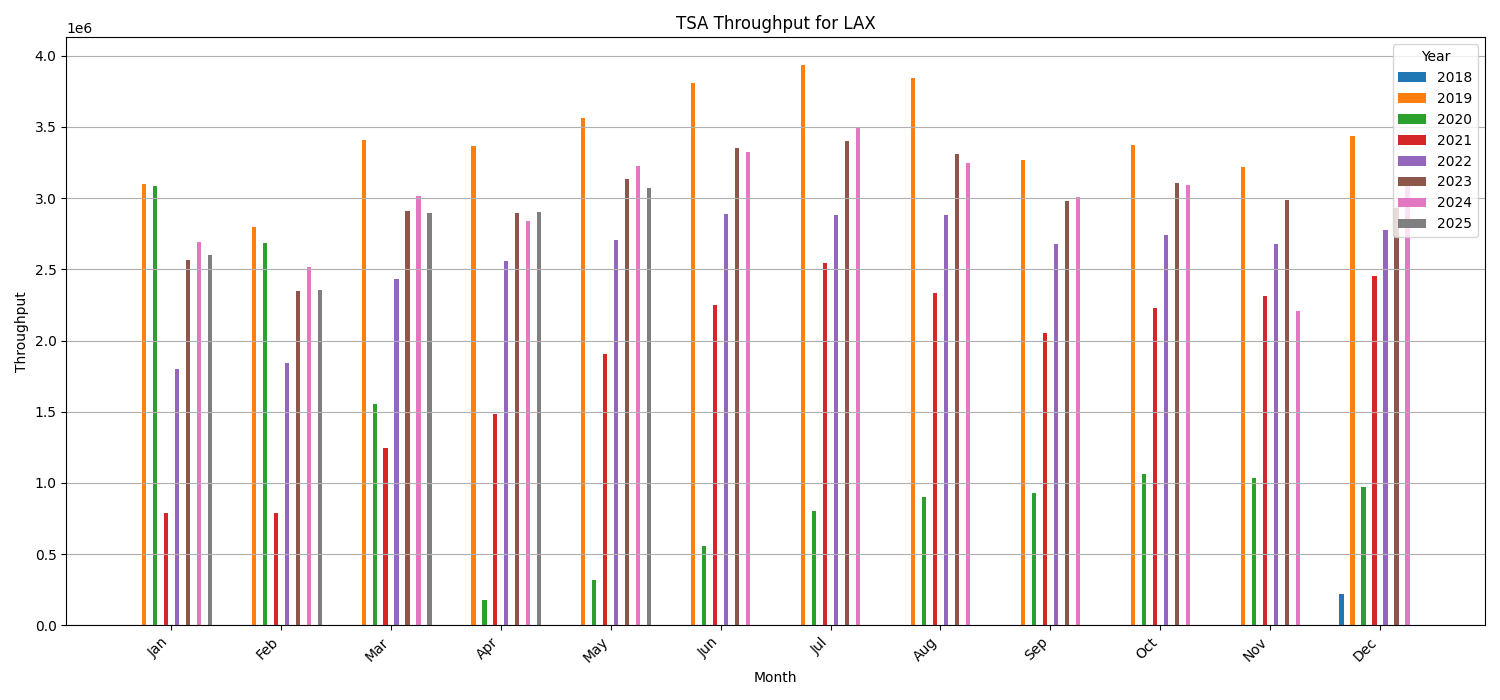 TSA Throughput for LAX
1e6
4.0
3.5
3.0
2.5
2.0
1.5
1.0
0.5
0.0
Throughput
Year
2018
2019
2020
2021
2022
2023
2024
2025
Jan
Feb
Mar
Apr
May
Jun
Jul
Aug
Sep
Oct
Nov
Dec
Month